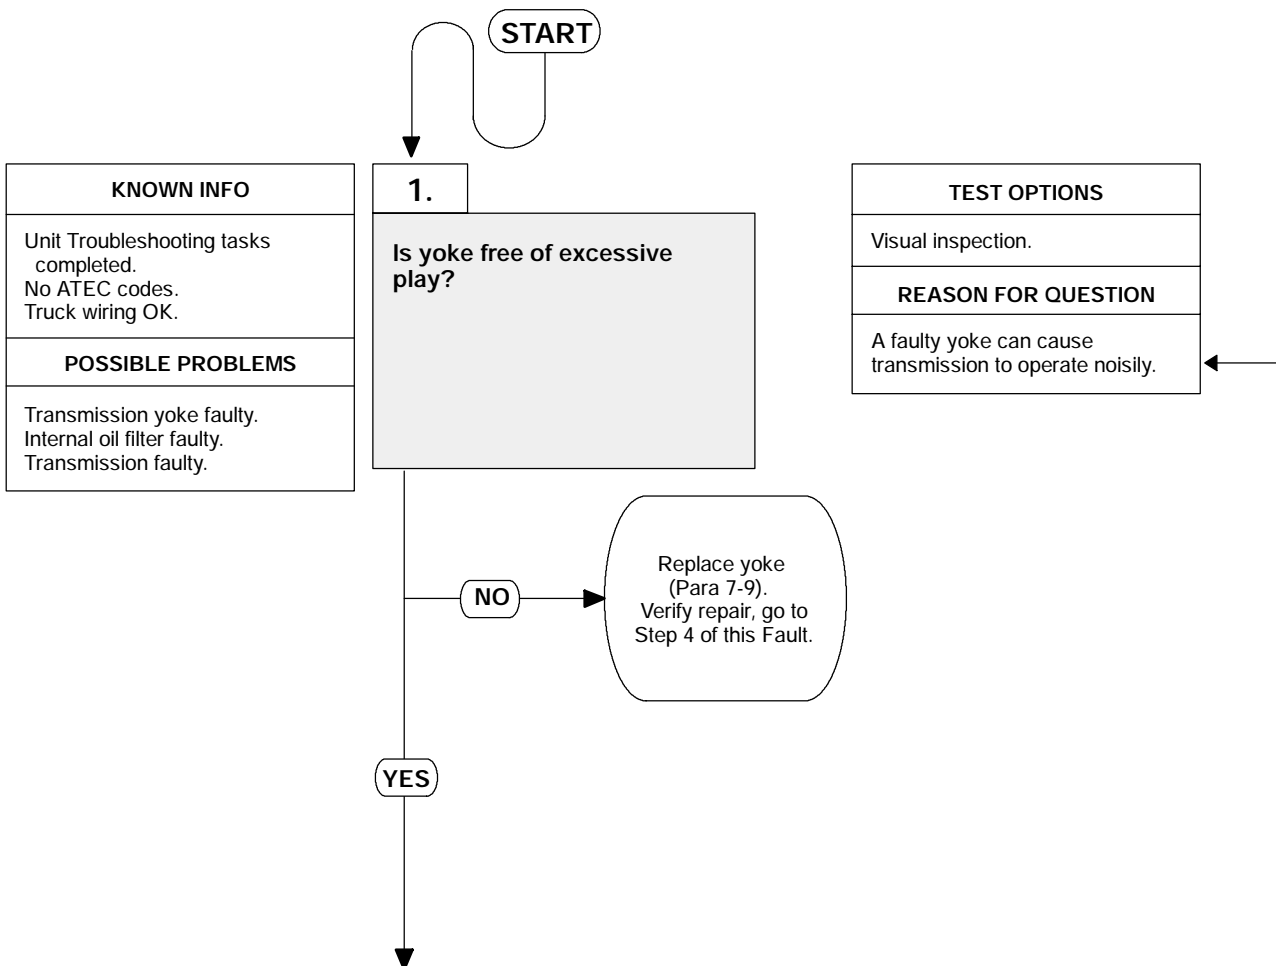 START
KNOWN INFO
Unit Troubleshooting tasks
completed.
No ATEC codes.
Truck wiring OK.
POSSIBLE PROBLEMS
Transmission yoke faulty.
Internal oil filter faulty.
Transmission faulty.
1.
Is yoke free of excessive
play?
TEST OPTIONS
Visual inspection.
REASON FOR QUESTION
A faulty yoke can cause
transmission to operate noisily.
NO
Replace yoke
(Para 7-9).
Verify repair, go to
Step 4 of this Fault.
YES